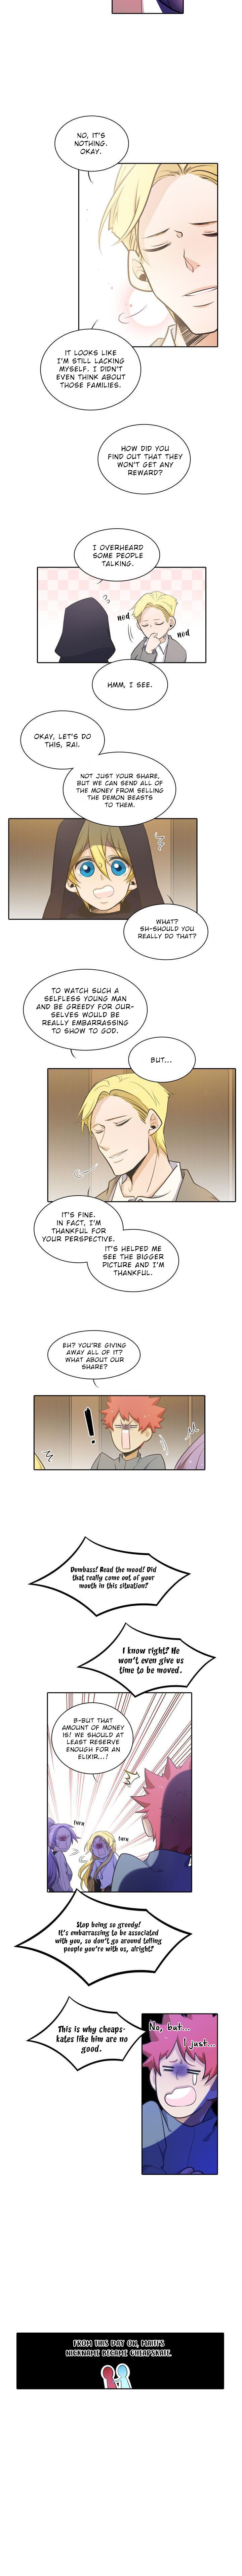 NO, IT'S
NOTHING.
OKAY.
IT LOOKS LIKE
I'M STILL LACKING
MYSELF. I DIDN'T
EVEN THINK ABOUT
THOSE FAMILIES.
HOW DID YOU
FIND OUT THAT THEY
WON'T GET ANY
REWARD?
I OVERHEARD
SOME PEOPLE
TALKING.
nod
nod
HMM, I SEE.
OKAY, LET'S DO
THIS, RAI.
NOT JUST YOUR SHARE,
BUT WE CAN SEND ALL OF
THE MONEY FROM SELLING
THE DEMON BEASTS
TO THEM.
WHAT?
SH-SHOULD YOU
REALLY DO THAT?
TO WATCH SUCH A
SELFLESS YOUNG MAN
AND BE GREEDY FOR OUR-
SELVES WOULD BE
REALLY EMBARRASSING
TO SHOW TO GOD.
BUT...
IT'S FINE.
IN FACT, I'M
THANKFUL FOR
YOUR PERSPECTIVE.
IT'S HELPED ME
SEE THE BIGGER
PICTURE AND I'M
THANKFUL.
EH? YOU'RE GIVING
AWAY ALL OF IT?
WHAT ABOUT OUR
SHARE?
Dumbass! Read the mood! Did
that really come out of your
mouth in this situation?
I know right? He
won't even give us
time to be moved.
B-BUT THAT
AMOUNT OF MONEY
IS! WE SHOULD AT
LEAST RESERVE
ENOUGH FOR AN
ELIXIR...!
turn
turn
Stop being so greedy!
It's embarrassing to be associated
with you, so don't go around telling
people you're with us, alright?
This is why cheaps-
kates like him are no
good.
No, but...
I just...
FROM THIS DAY ON, MATT'S
NICKNAME BECAME CHEAPSKATE.